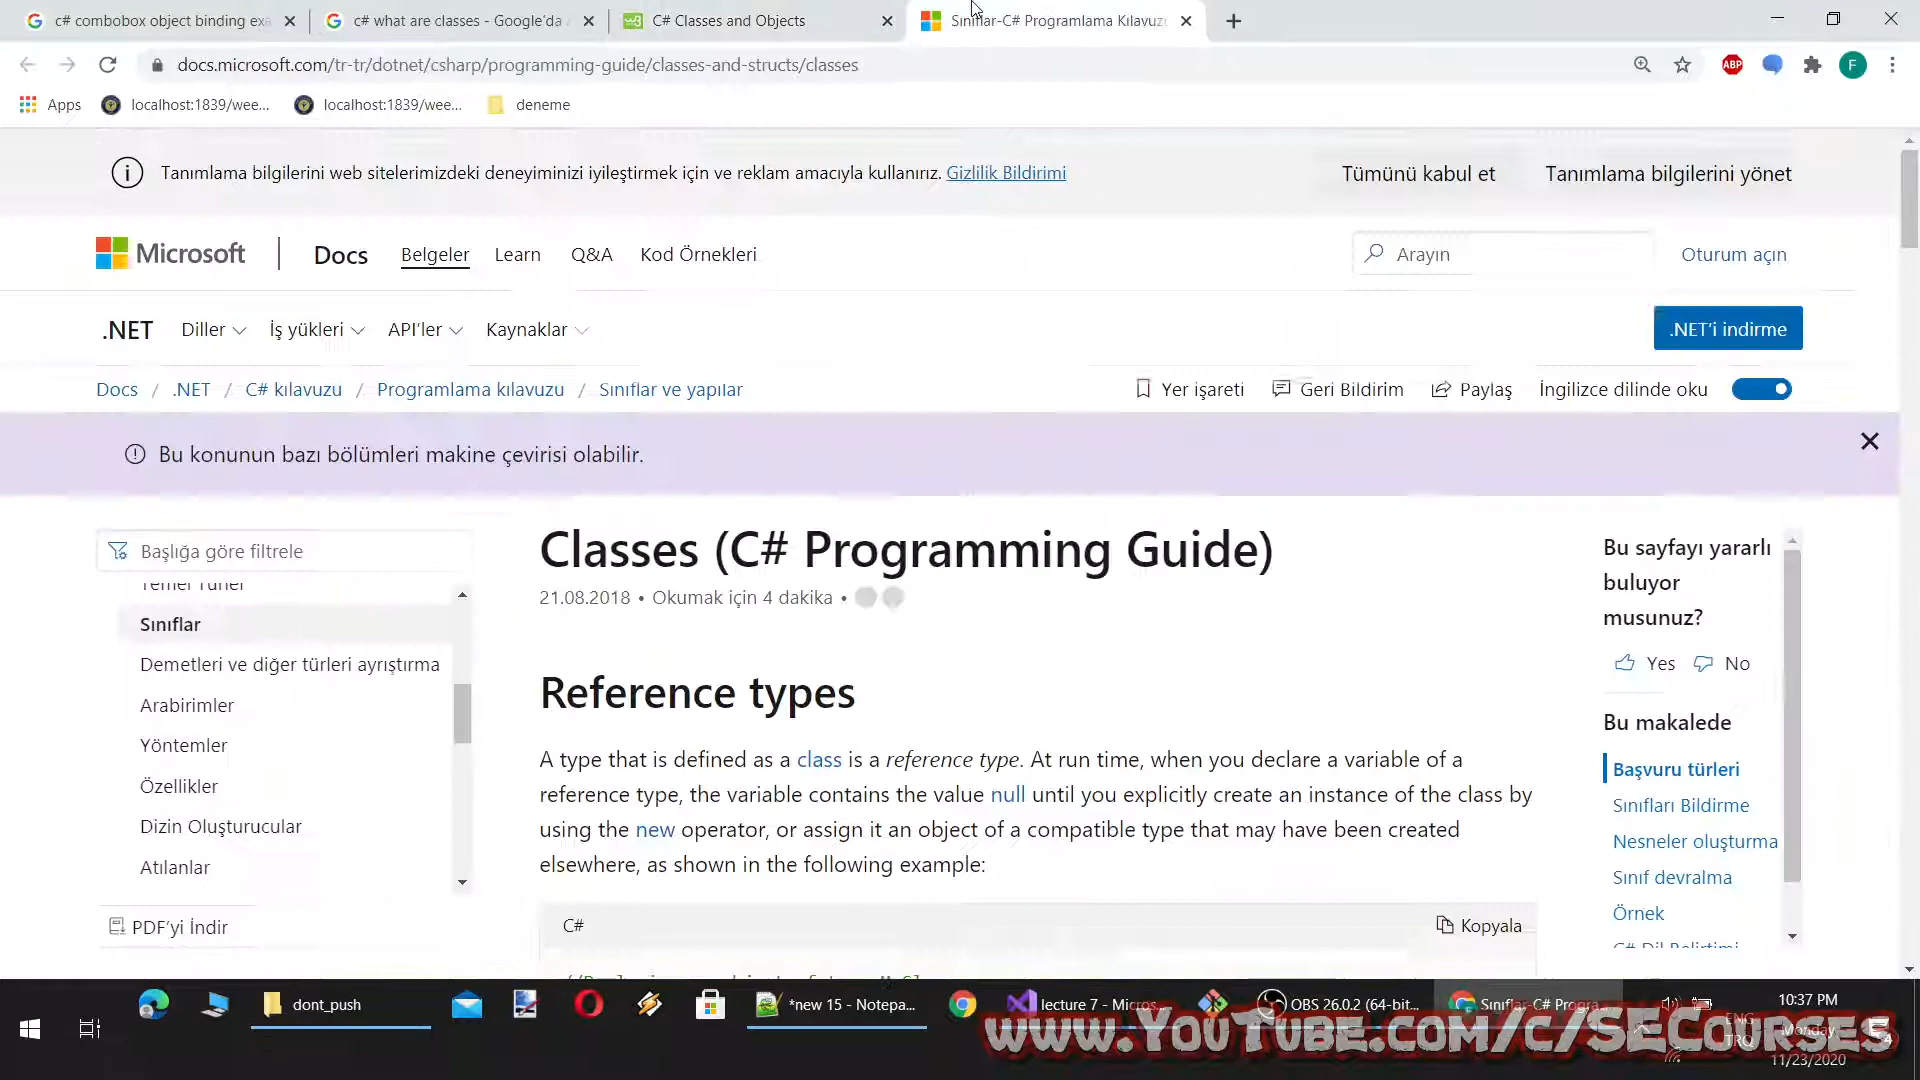 c# combobox object binding exa
c# what are classes - Google'da A
C# Classes and Objects
Sınıflar-C# Programlama Kılavuzu
docs.microsoft.com/tr-tr/dotnet/csharp/programming-guide/classes-and-structs/classes
ABP
F
Apps
localhost:1839/wee...
localhost:1839/wee...
deneme
Tanımlama bilgilerini web sitelerimizdeki deneyiminizi iyileştirmek için ve reklam amacıyla kullanırız. Gizlilik Bildirimi
Tümünü kabul et
Tanımlama bilgilerini yönet
Microsoft
Docs
Belgeler
Learn
Q&A
Kod Örnekleri
Arayın
Oturum açın
.NET
Diller
İş yükleri
API'ler
Kaynaklar
.NET'i indirme
Docs / .NET / C# kılavuzu / Programlama kılavuzu / Sınıflar ve yapılar
Yer işareti
Geri Bildirim
Paylaş
İngilizce dilinde oku
Bu konunun bazı bölümleri makine çevirisi olabilir.
Başlığa göre filtrele
Temel Türler
Sınıflar
Demetleri ve diğer türleri ayrıştırma
Arabirimler
Yöntemler
Özellikler
Dizin Oluşturucular
Atılanlar
PDF'yi İndir
Classes (C# Programming Guide)
21.08.2018 • Okumak için 4 dakika •
Reference types
A type that is defined as a class is a reference type. At run time, when you declare a variable of a
reference type, the variable contains the value null until you explicitly create an instance of the class by
using the new operator, or assign it an object of a compatible type that may have been created
elsewhere, as shown in the following example:
C#
Kopyala
Bu sayfayı yararlı
buluyor
musunuz?
Yes
No
Bu makalede
Başvuru türleri
Sınıfları Bildirme
Nesneler oluşturma
Sınıf devralma
Örnek
C# Dil Belirtimi
dont_push
*new 15 - Notepa...
lecture 7 - Micros...
OBS 26.0.2 (64-bit...
Sınıflar-C# Progra...
ENG
TRQ
10:37 PM
Monday
11/23/2020
4
www.YouTube.com/c/SECourses